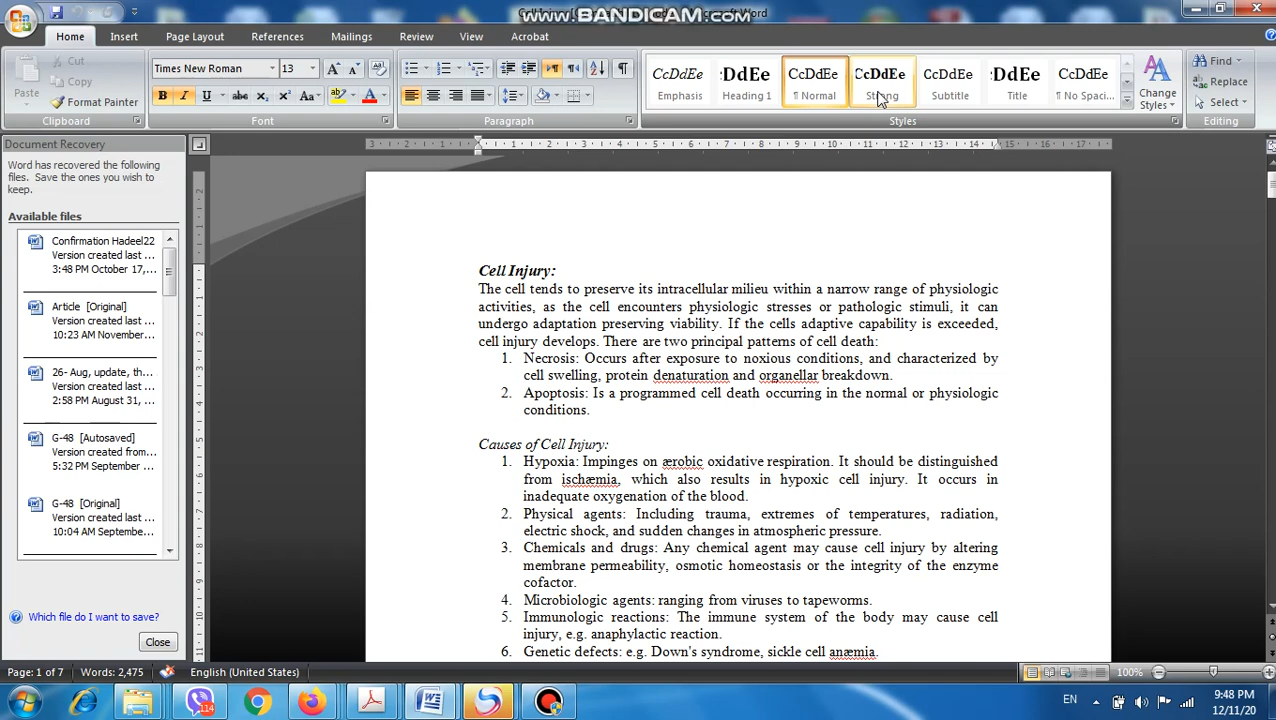 www.BANDICAM.com
Home Insert Page Layout References Mailings Review View Acrobat
Cut
Copy
Paste
Format Painter
Clipboard
Times New Roman 13
Font
Paragraph
CcDdEe Emphasis
Heading 1
CcDdEe ¶ Normal
CcDdEe
CcDdEe Subtitle
Title
CcDdEe ¶ No Spaci...
Change Styles
Styles
Find
Replace
Select
Editing
Document Recovery
Word has recovered the following
files. Save the ones you wish to
keep.
Available files
Confirmation Hadeel22
Version created last ...
3:48 PM October 17,...
Article [Original]
Version created last ...
10:23 AM November...
26- Aug, update, th...
Version created last ...
2:58 PM August 31, ...
G-48 [Autosaved]
Version created from...
5:32 PM September ...
G-48 [Original]
Version created last ...
10:04 AM Septembe...
Which file do I want to save?
Close
Cell Injury:
The cell tends to preserve its intracellular milieu within a narrow range of physiologic
activities, as the cell encounters physiologic stresses or pathologic stimuli, it can
undergo adaptation preserving viability. If the cells adaptive capability is exceeded,
cell injury develops. There are two principal patterns of cell death:
1. Necrosis: Occurs after exposure to noxious conditions, and characterized by
cell swelling, protein denaturation and organellar breakdown.
2. Apoptosis: Is a programmed cell death occurring in the normal or physiologic
conditions.
Causes of Cell Injury:
1. Hypoxia: Impinges on ærobic oxidative respiration. It should be distinguished
from ischæmia, which also results in hypoxic cell injury. It occurs in
inadequate oxygenation of the blood.
2. Physical agents: Including trauma, extremes of temperatures, radiation,
electric shock, and sudden changes in atmospheric pressure.
3. Chemicals and drugs: Any chemical agent may cause cell injury by altering
membrane permeability, osmotic homeostasis or the integrity of the enzyme
cofactor.
4. Microbiologic agents: ranging from viruses to tapeworms.
5. Immunologic reactions: The immune system of the body may cause cell
injury, e.g. anaphylactic reaction.
6. Genetic defects: e.g. Down's syndrome, sickle cell anæmia.
Page: 1 of 7 Words: 2,475 English (United States) 100%
114
EN
9:48 PM
12/11/20